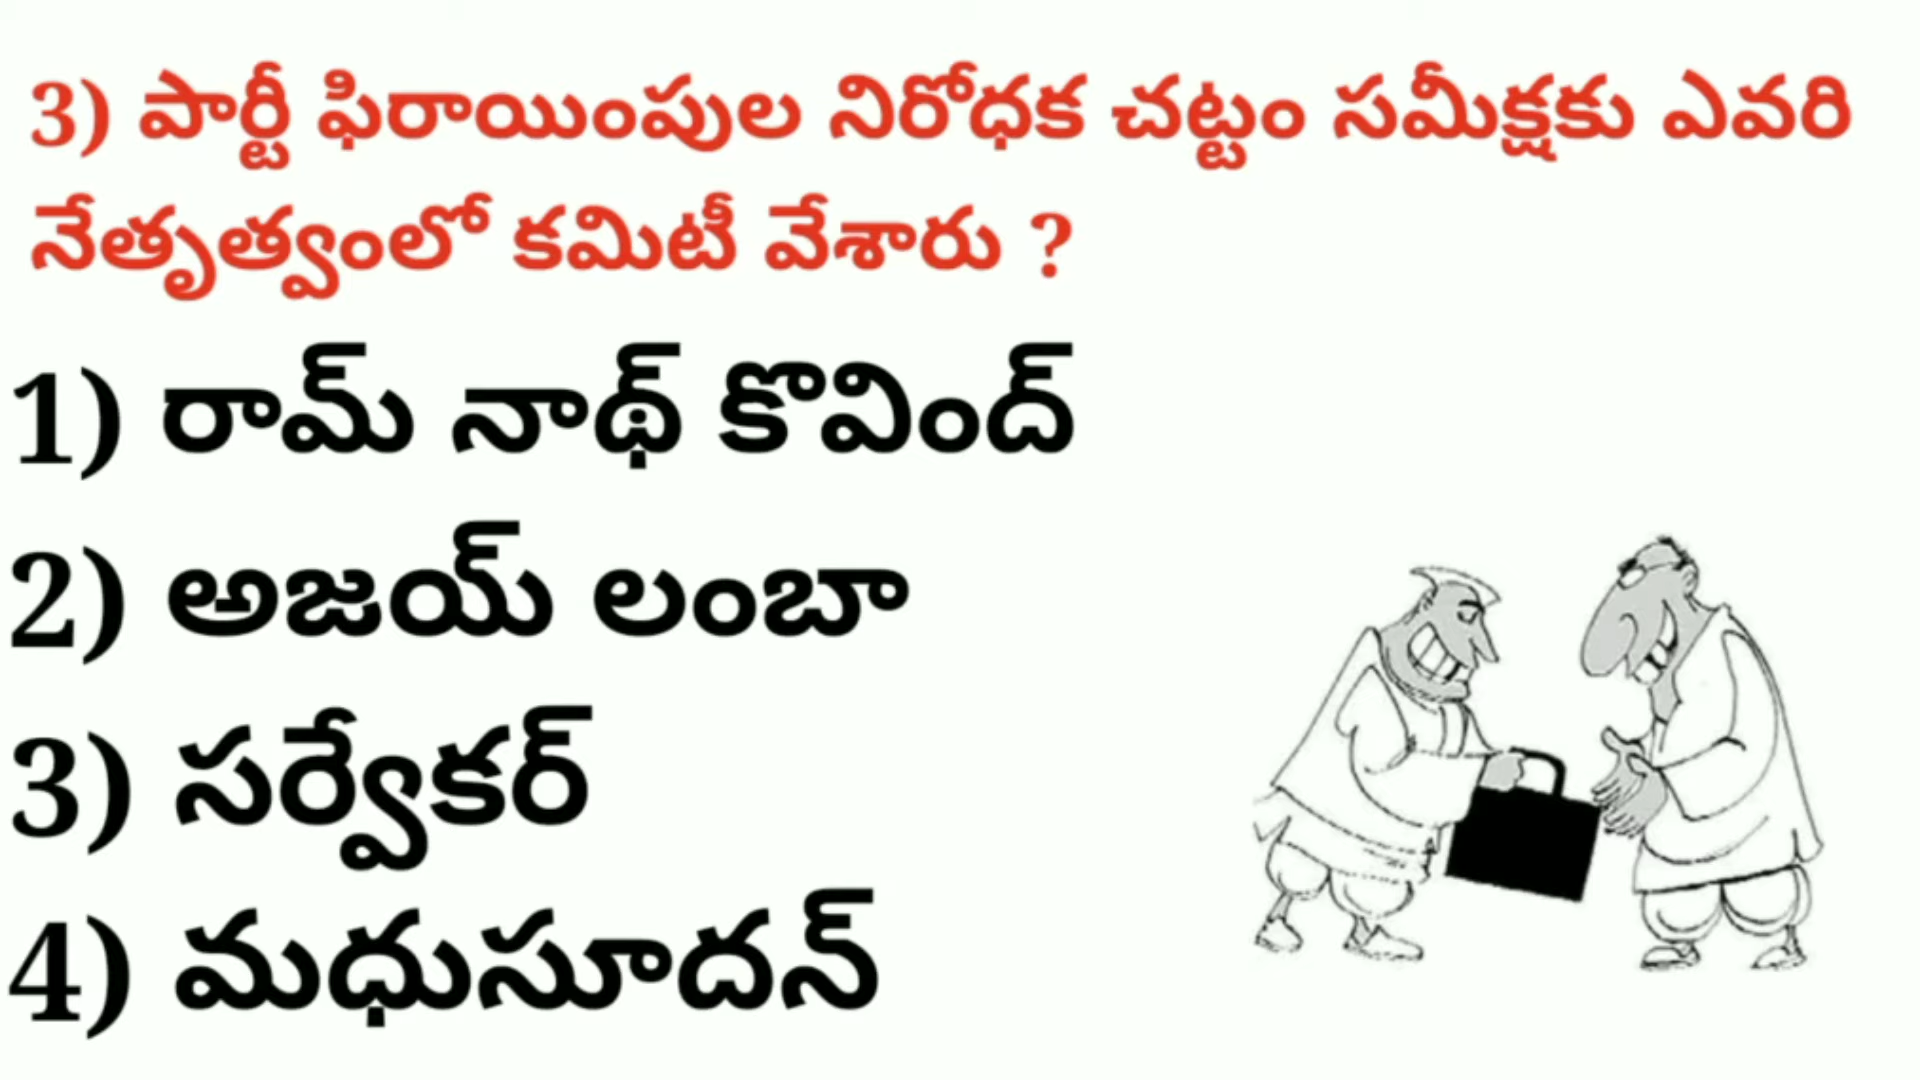 3) పార్టీ ఫిరాయింపుల నిరోధక చట్టం సమీక్షకు ఎవరి
నేతృత్వంలో కమిటీ వేశారు ?
1) రామ్ నాథ్ కొవింద్
2) అజయ్ లంబా
3) సర్వేకర్
4) మధుసూదన్